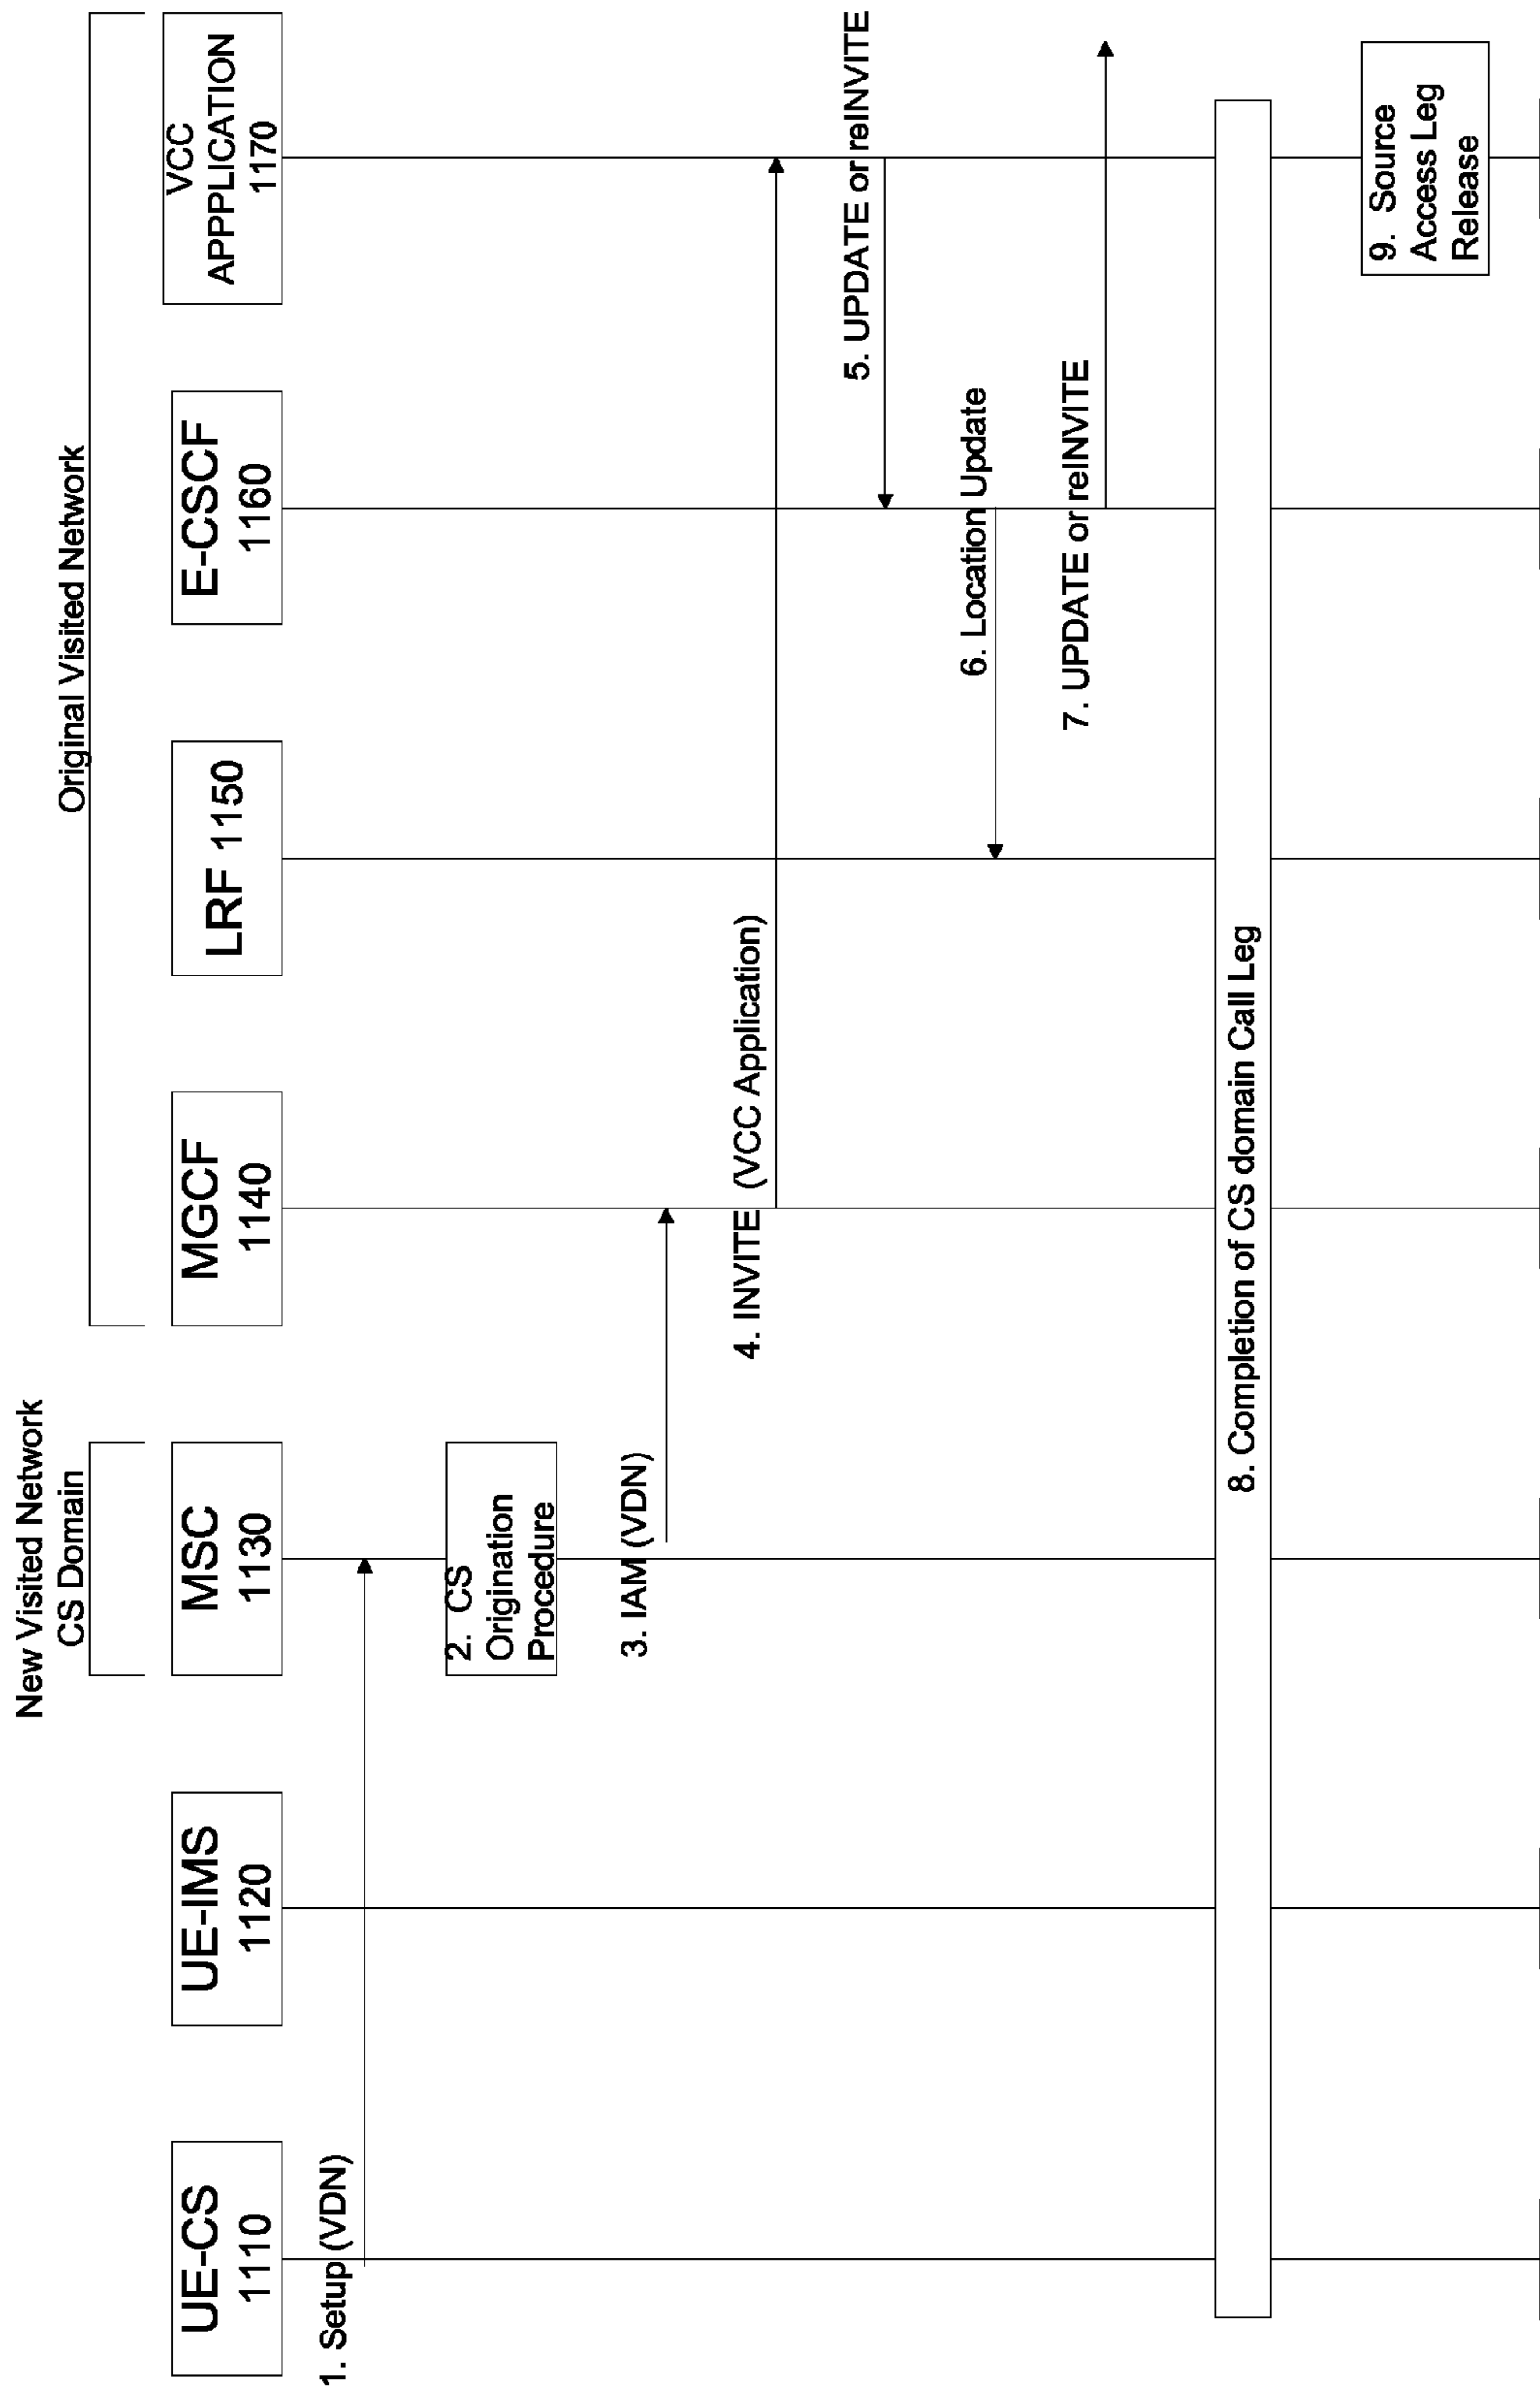 New Visited Network
CS Domain
Original Visited Network
UE-CS
1110
UE-IMS
1120
MSC
1130
MGCF
1140
LRF 1150
E-CSCF
1160
VCC
APPPLICATION
1170
1. Setup (VDN)
2. CS
Origination
Procedure
3. IAM (VDN)
4. INVITE (VCC Application)
5. UPDATE or reINVITE
6. Location Update
7. UPDATE or reINVITE
8. Completion of CS domain Call Leg
9. Source
Access Leg
Release